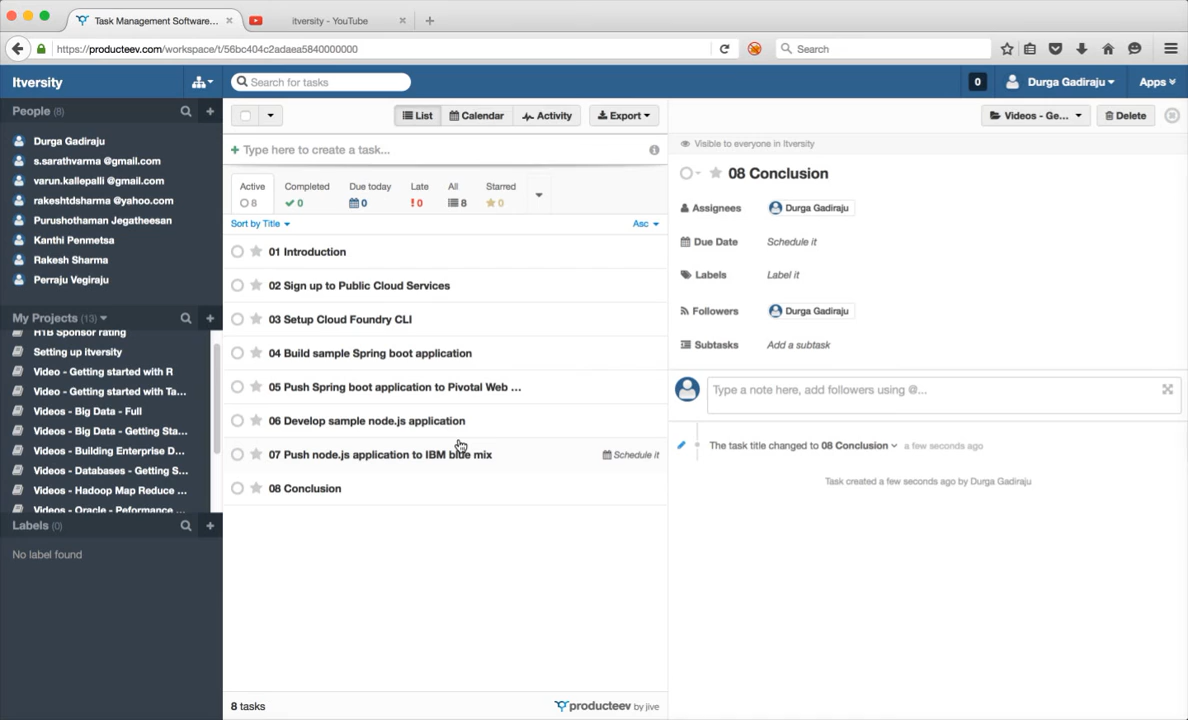 Task Management Software...
itversity - YouTube
https://producteev.com/workspace/t/56bc404c2adaea5840000000
Search
Itversity
Search for tasks
0
Durga Gadiraju
Apps
People (8)
Durga Gadiraju
s.sarathvarma @gmail.com
varun.kallepalli @gmail.com
rakeshtdsharma @yahoo.com
Purushothaman Jegatheesan
Kanthi Penmetsa
Rakesh Sharma
Perraju Vegiraju
My Projects (13)
H1B Sponsor rating
Setting up itversity
Video - Getting started with R
Video - Getting started with Ta...
Videos - Big Data - Full
Videos - Big Data - Getting Sta...
Videos - Building Enterprise D...
Videos - Databases - Getting S...
Videos - Hadoop Map Reduce ...
Videos - Oracle - Peformance ...
Labels (0)
No label found
List
Calendar
Activity
Export
Type here to create a task...
Active
8
Completed
0
Due today
0
Late
0
All
8
Starred
0
Sort by Title
Asc
01 Introduction
02 Sign up to Public Cloud Services
03 Setup Cloud Foundry CLI
04 Build sample Spring boot application
05 Push Spring boot application to Pivotal Web ...
06 Develop sample node.js application
07 Push node.js application to IBM blue mix
Schedule it
08 Conclusion
8 tasks
producteev by jive
Videos - Ge...
Delete
Visible to everyone in Itversity
08 Conclusion
Assignees
Durga Gadiraju
Due Date
Schedule it
Labels
Label it
Followers
Durga Gadiraju
Subtasks
Add a subtask
Type a note here, add followers using @...
The task title changed to 08 Conclusion
a few seconds ago
Task created a few seconds ago by Durga Gadiraju